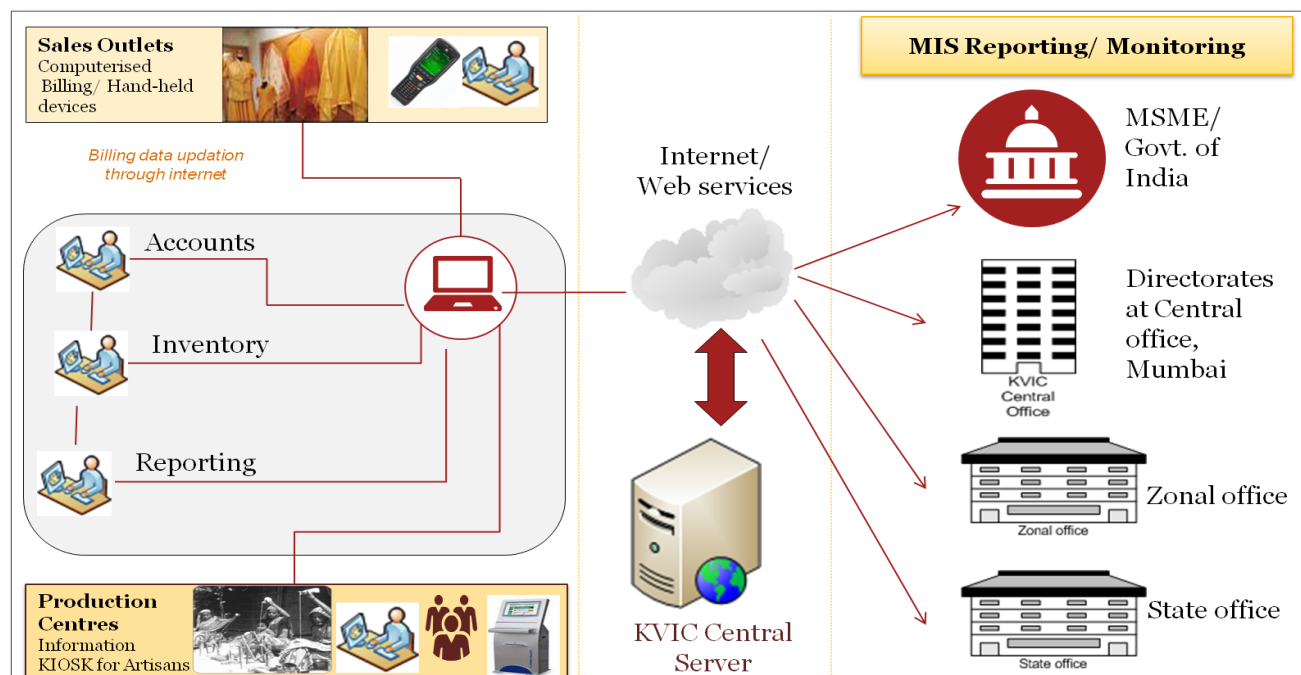 Sales Outlets
Computerised
Billing/ Hand-held
devices
Billing data updation
through internet
Accounts
Inventory
Reporting
Production
Centres
Information
KIOSK for Artisans
Internet/
Web services
KVIC Central
Server
MIS Reporting/ Monitoring
MSME/
Govt. of
India
KVIC
Central
Office
Directorates
at Central
office,
Mumbai
Zonal office
Zonal office
State office
State office